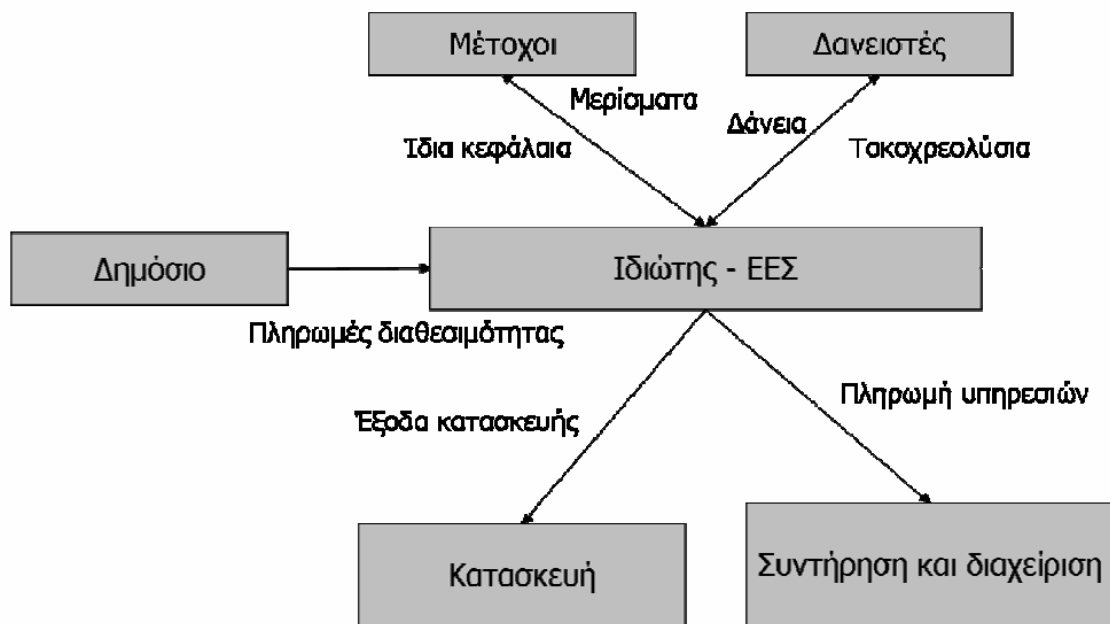 Μέτοχοι
Δανειστές
Μερίσματα
Δάνεια
Ίδια κεφάλαια
Τοκοχρεολύσια
Δημόσιο
Ιδιώτης - ΕΕΣ
Πληρωμές διαθεσιμότητας
Πληρωμή υπηρεσιών
Έξοδα κατασκευής
Κατασκευή
Συντήρηση και διαχείριση